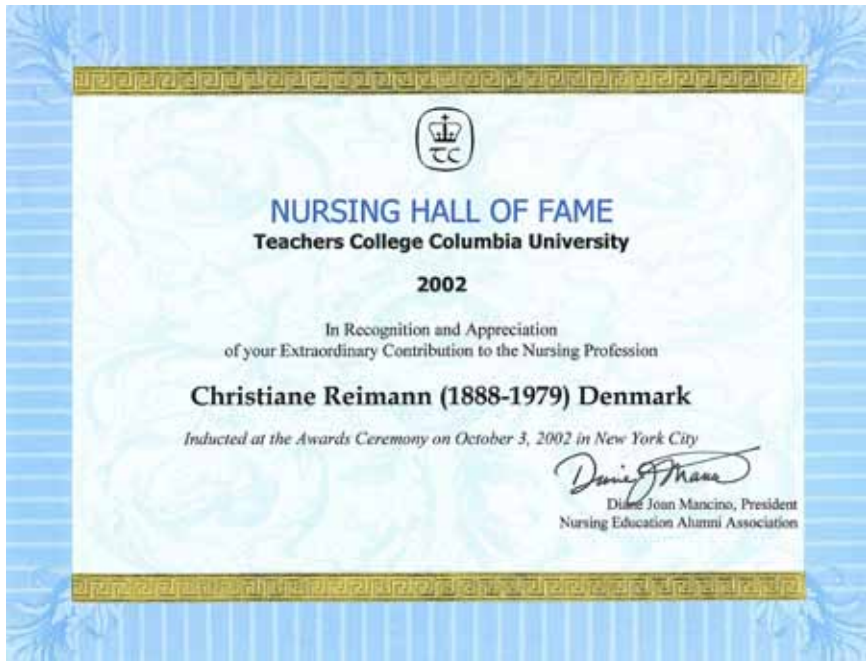 TC
NURSING HALL OF FAME
Teachers College Columbia University
2002
In Recognition and Appreciation
of your Extraordinary Contribution to the Nursing Profession
Christiane Reimann (1888-1979) Denmark
Inducted at the Awards Ceremony on October 3, 2002 in New York City
Diane Joan Mancino, President
Nursing Education Alumni Association